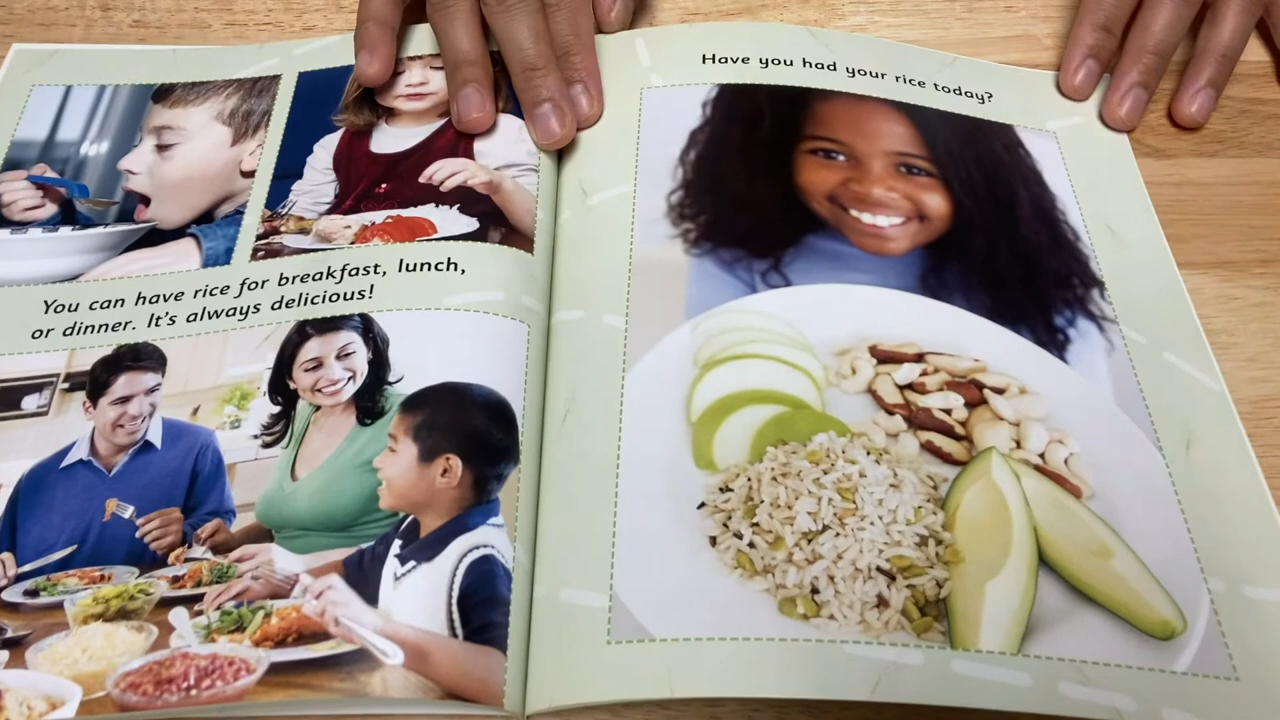 You can have rice for breakfast, lunch,
or dinner. It's always delicious!
Have you had your rice today?